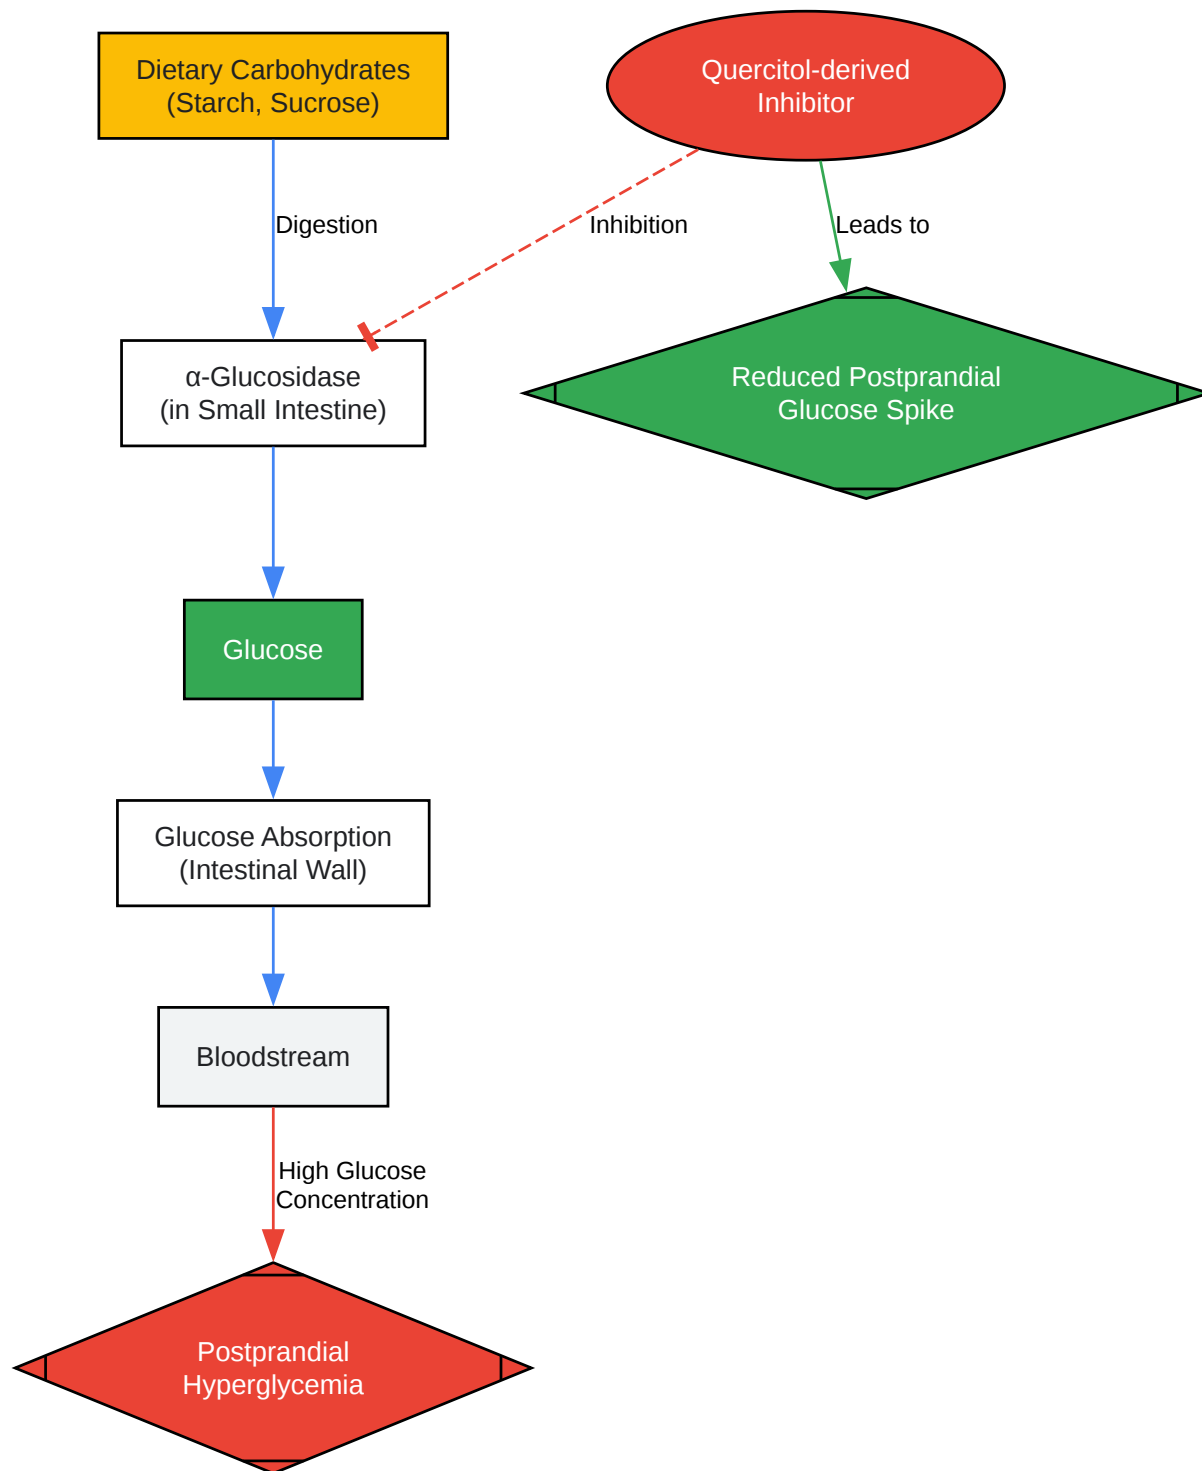 Dietary Carbohydrates
(Starch, Sucrose)
Quercitol-derived
Inhibitor
Digestion
Inhibition
Leads to
α-Glucosidase
(in Small Intestine)
Reduced Postprandial
Glucose Spike
Glucose
Glucose Absorption
(Intestinal Wall)
Bloodstream
High Glucose
Concentration
Postprandial
Hyperglycemia